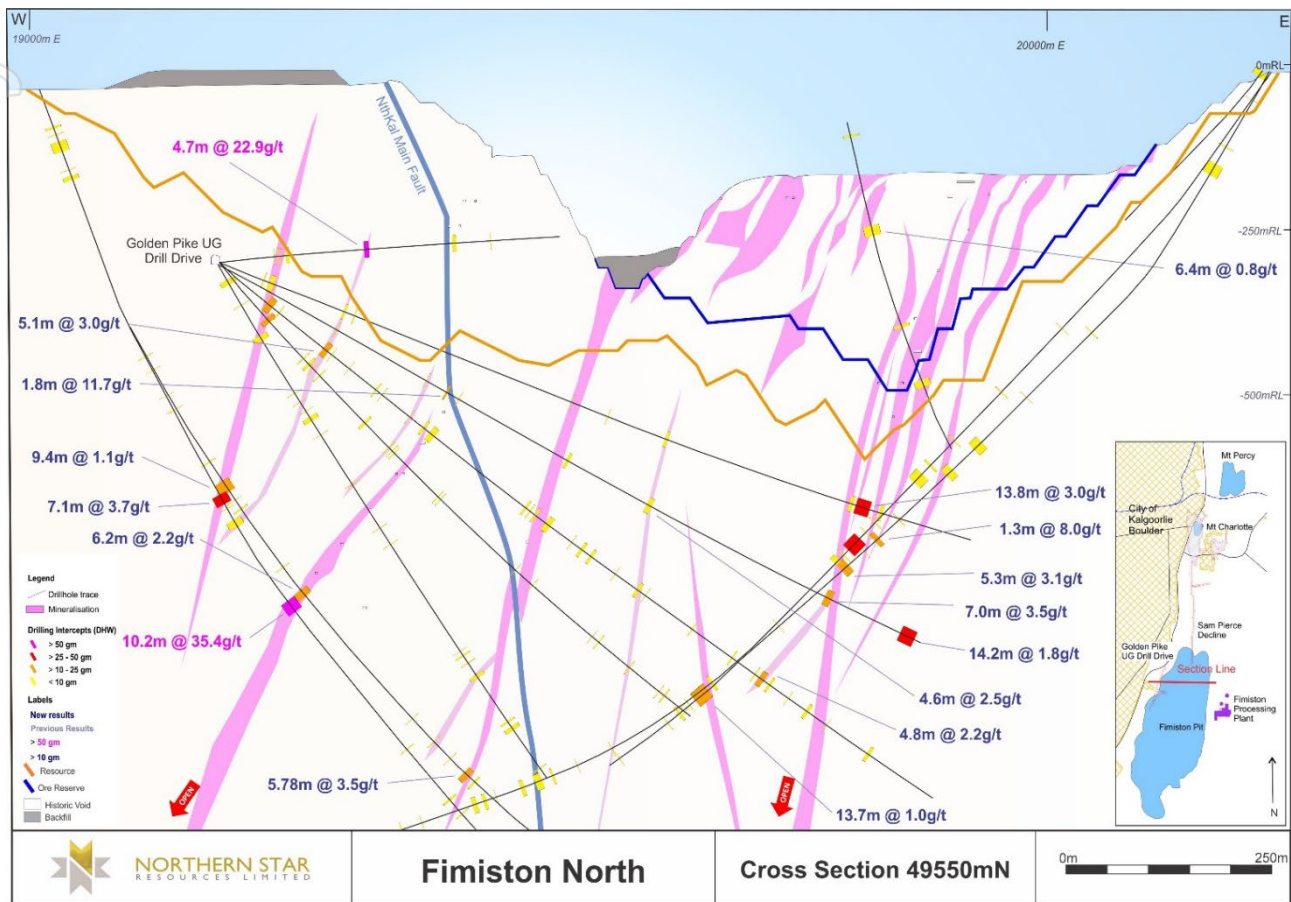 W
19000m E
20000m E
E
0mRL
NthKal Main Fault
4.7m @ 22.9g/t
Golden Pike UG
Drill Drive
-250mRL
6.4m @ 0.8g/t
5.1m @ 3.0g/t
1.8m @ 11.7g/t
-500mRL
9.4m @ 1.1g/t
7.1m @ 3.7g/t
6.2m @ 2.2g/t
10.2m @ 35.4g/t
5.78m @ 3.5g/t
13.8m @ 3.0g/t
1.3m @ 8.0g/t
5.3m @ 3.1g/t
7.0m @ 3.5g/t
14.2m @ 1.8g/t
4.6m @ 2.5g/t
4.8m @ 2.2g/t
13.7m @ 1.0g/t
OPEN
OPEN
Legend
Drillhole trace
Mineralisation
Drilling Intercepts (DHW)
> 50 gm
> 25 - 50 gm
> 10 - 25 gm
< 10 gm
Labels
New results
Previous Results
> 50 gm
> 10 gm
Resource
Ore Reserve
Historic Void
Backfill
Mt Percy
City of
Kalgoorlie
Boulder
Mt Charlotte
Sam Pierce
Decline
Golden Pike
UG Drill Drive
Section Line
Fimiston
Processing
Plant
Fimiston Pit
N
NORTHERN STAR
RESOURCES LIMITED
Fimiston North
Cross Section 49550mN
0m
250m